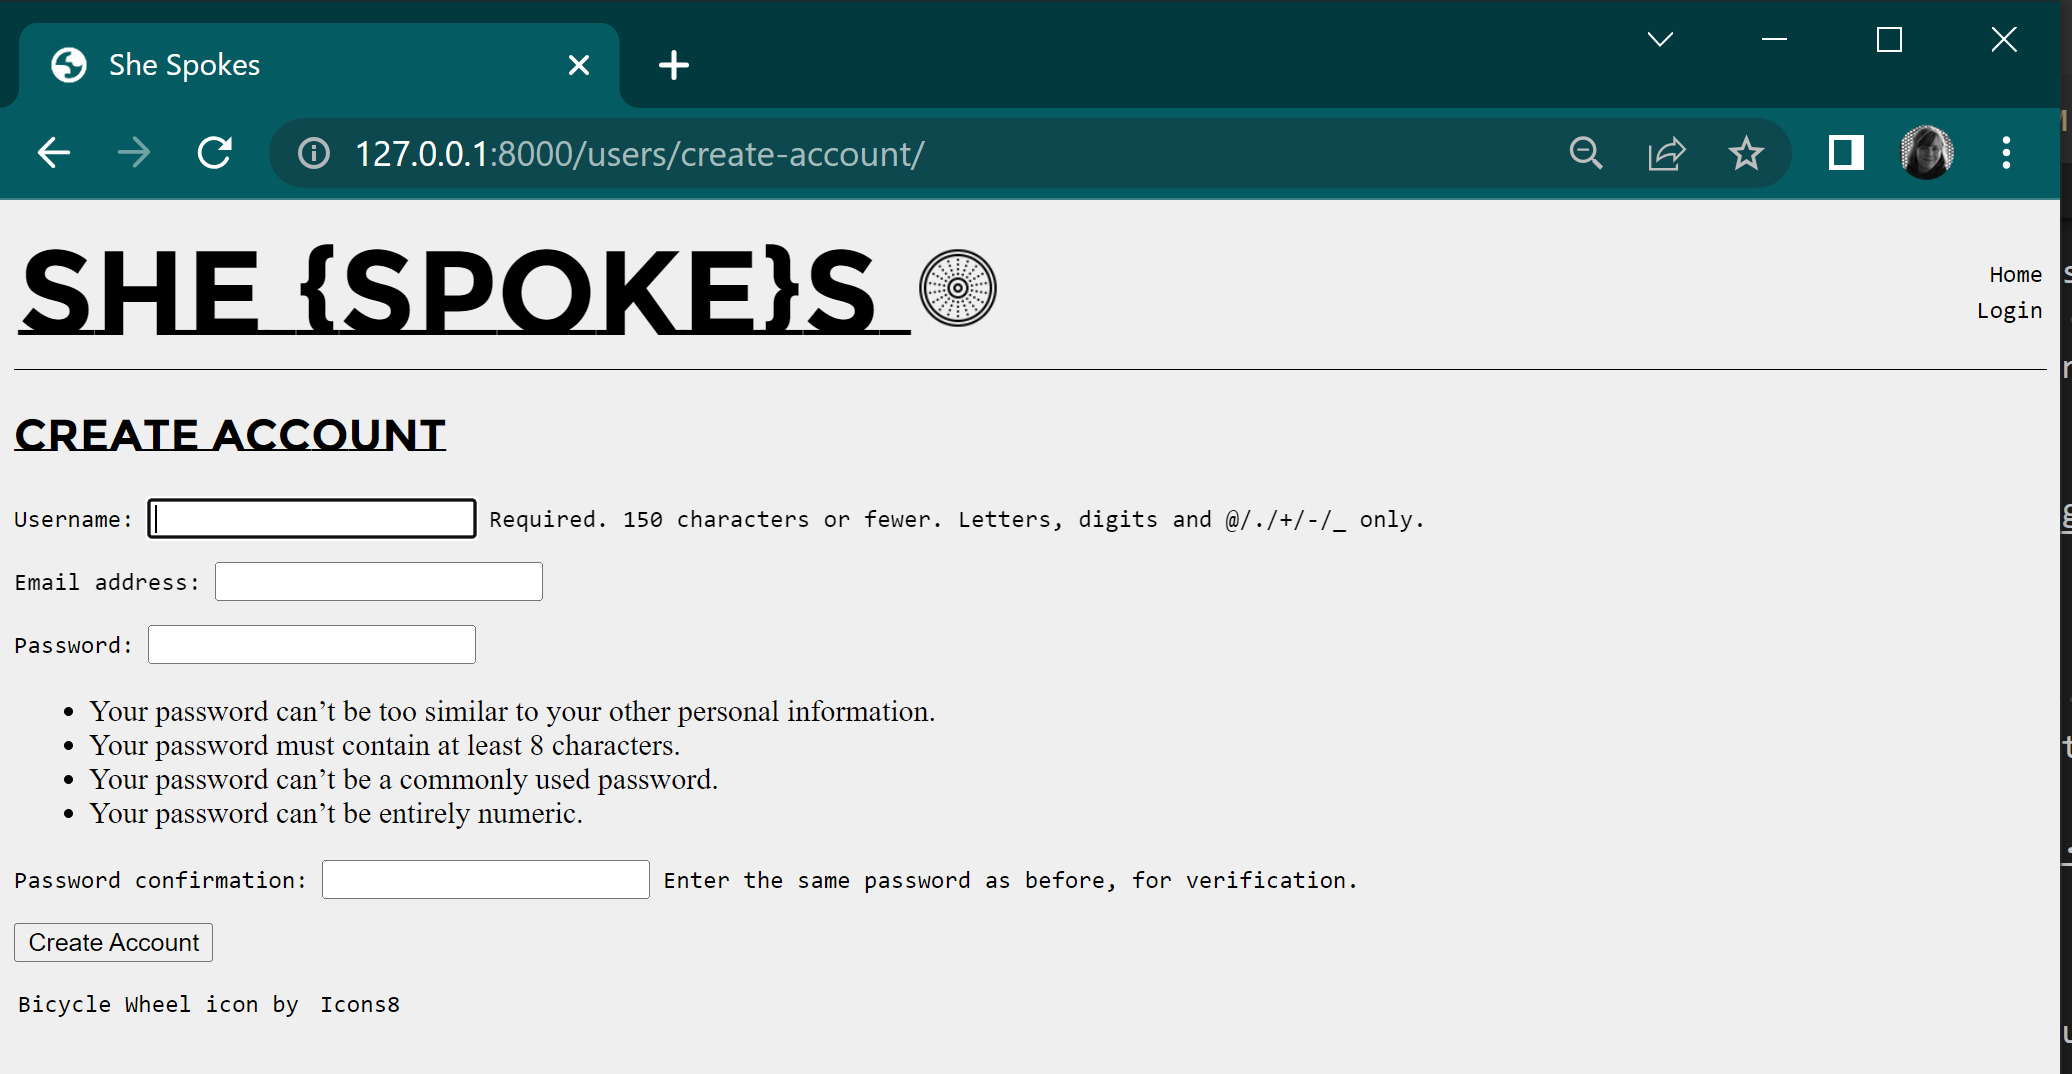 She Spokes
127.0.0.1:8000/users/create-account/
SHE {SPOKE}S
Home
Login
CREATE ACCOUNT
Username: Required. 150 characters or fewer. Letters, digits and @/./+/-/_ only.
Email address:
Password:
• Your password can’t be too similar to your other personal information.
• Your password must contain at least 8 characters.
• Your password can’t be a commonly used password.
• Your password can’t be entirely numeric.
Password confirmation: Enter the same password as before, for verification.
Create Account
Bicycle Wheel icon by Icons8